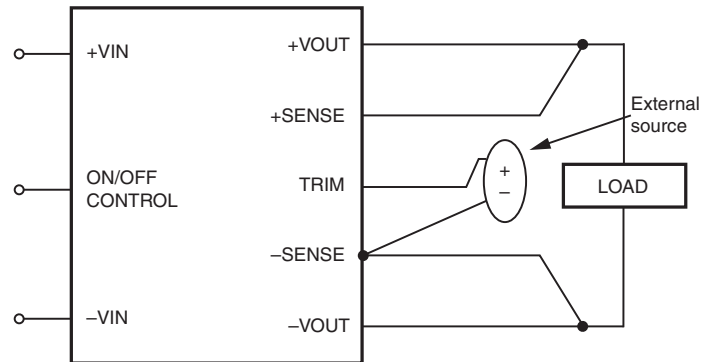 +VIN
ON/OFF
CONTROL
–VIN
+VOUT
+SENSE
TRIM
–SENSE
–VOUT
+
–
External
source
LOAD